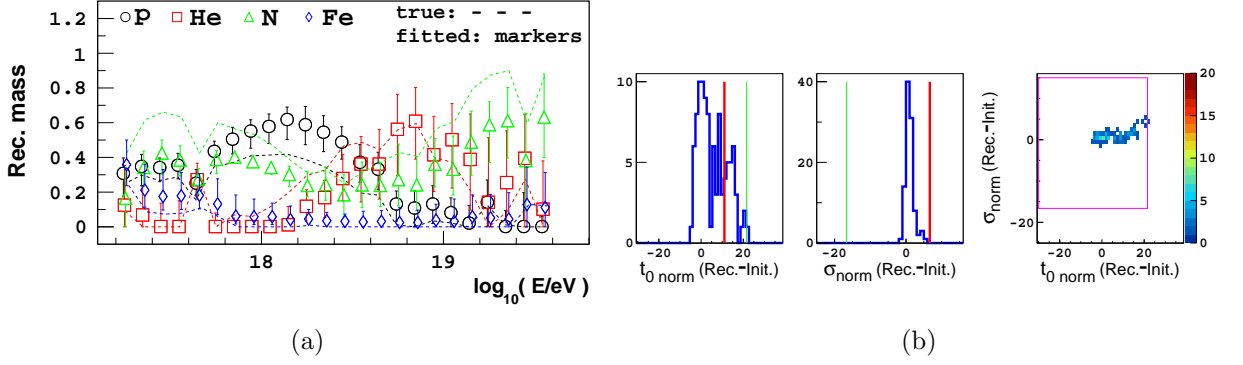 p He N Fe
true: - - -
fitted: markers
1.2
1
0.8
0.6
0.4
0.2
0
Rec. mass
18 19
log10( E/eV )
(a)
10
5
0
−20 0 20
t0 norm (Rec.-Init.)
40
30
20
10
0
−20 0 20
σnorm (Rec.-Init.)
σnorm (Rec.-Init.)
0
−20
−20 0 20
t0 norm (Rec.-Init.)
20
15
10
5
0
(b)